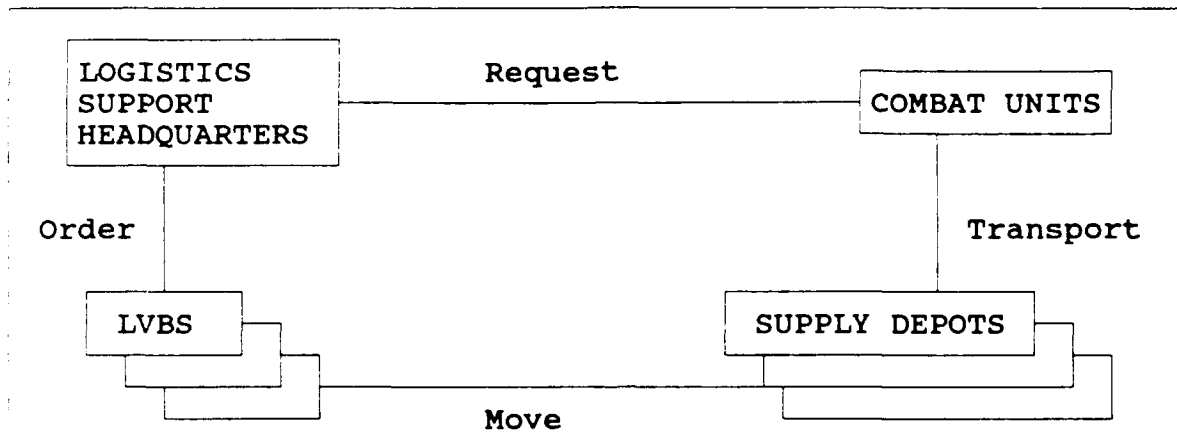 LOGISTICS
SUPPORT
HEADQUARTERS
Request
COMBAT UNITS
Order
Transport
LVBS
SUPPLY DEPOTS
Move